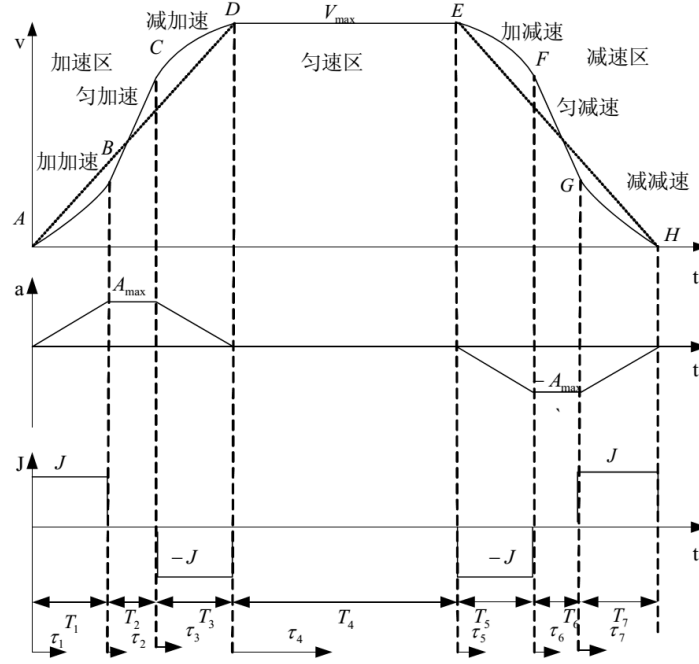 D
V_max
E
减加速
加减速
v
C
F
加速区
匀速区
减速区
匀加速
匀减速
B
加加速
G
减减速
A
H
t
a
A_max
-A_max
、
t
J
J
J
-J
-J
t
T_1
T_2
T_3
T_4
T_5
T_6
T_7
τ_1
τ_2
τ_3
τ_4
τ_5
τ_6
τ_7